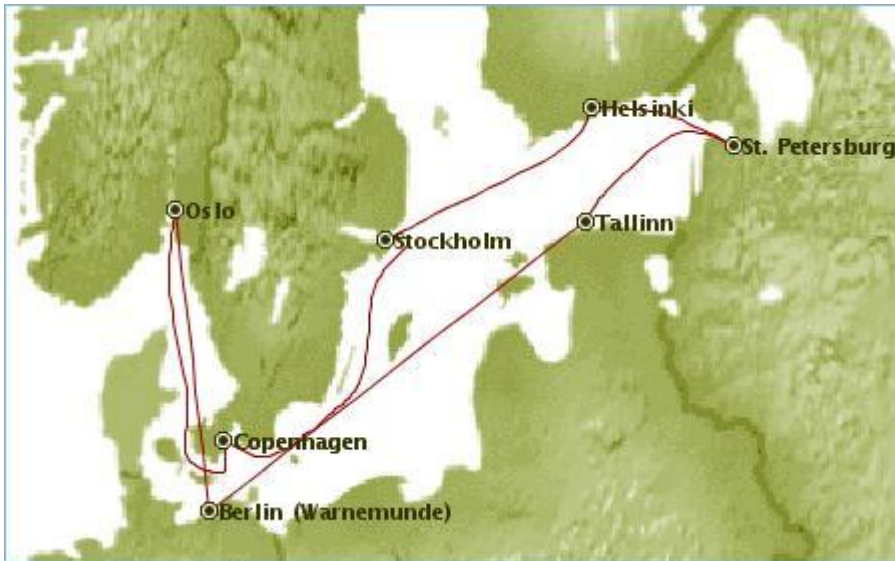 Helsinki
St. Petersburg
Oslo
Tallinn
Stockholm
Copenhagen
Berlin (Warnemunde)